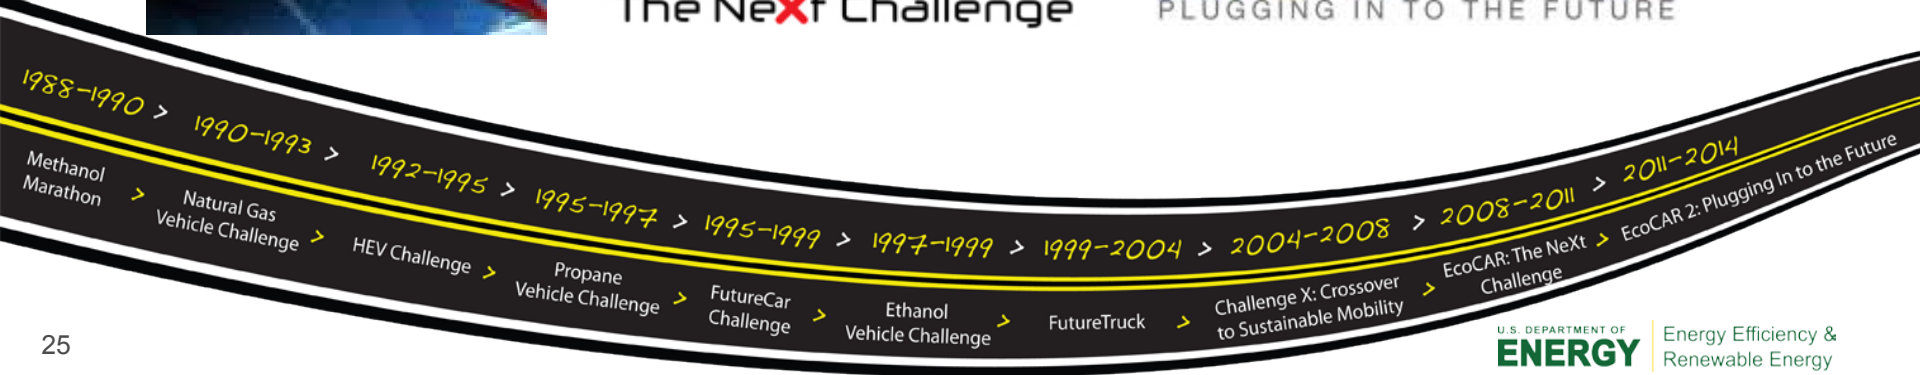 The NeXt Challenge
PLUGGING IN TO THE FUTURE
1988-1990 >
1990-1993 >
1992-1995 >
1995-1997 >
1995-1999 >
1997-1999 >
1999-2004 >
2004-2008 >
2008-2011 >
2011-2014
Methanol
Marathon >
Natural Gas
Vehicle Challenge >
HEV Challenge >
Propane
Vehicle Challenge >
FutureCar
Challenge >
Ethanol
Vehicle Challenge >
FutureTruck >
Challenge X: Crossover
to Sustainable Mobility >
EcoCAR: The NeXt >
Challenge
EcoCAR 2: Plugging In to the Future
25
U.S. DEPARTMENT OF
ENERGY
Energy Efficiency &
Renewable Energy